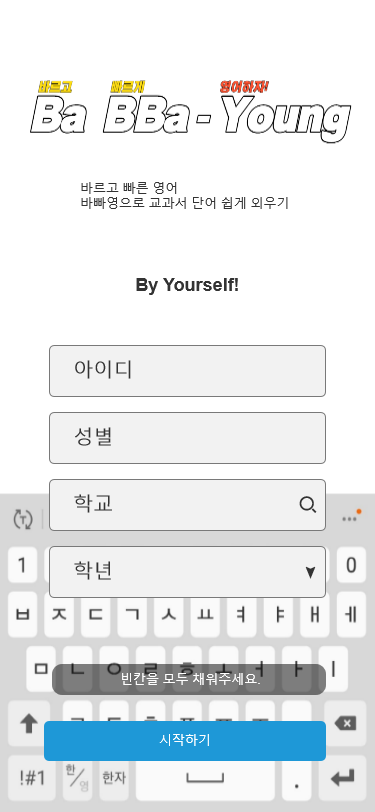 바르고 빠르게 영어하자!
Ba BBa - Young
바르고 빠른 영어
바빠영으로 교과서 단어 쉽게 외우기
By Yourself!
아이디
성별
학교
학년
1 0
ㅂ ㅈ ㄷ ㄱ ㅅ ㅛ ㅕ ㅑ ㅐ ㅔ
ㅁ ㄴ ㅇ ㄹ ㅎ ㅗ ㅓ ㅏ ㅣ
빈칸을 모두 채워주세요.
시작하기
!#1 한/영 한자 .